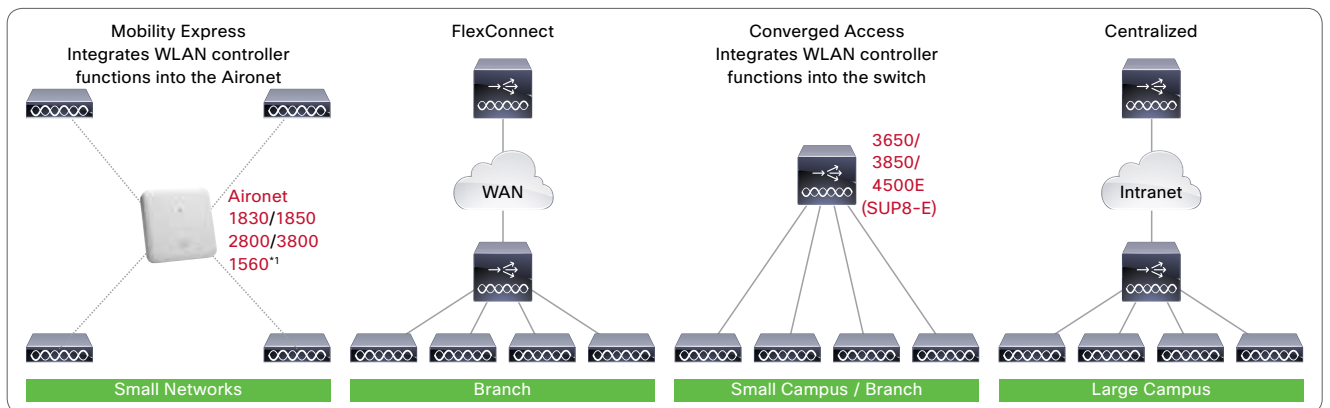 Mobility Express
Integrates WLAN controller
functions into the Aironet
Aironet
1830/1850
2800/3800
1560*1
Small Networks
FlexConnect
WAN
Branch
Converged Access
Integrates WLAN controller
functions into the switch
3650/
3850/
4500E
(SUP8-E)
Small Campus / Branch
Centralized
Intranet
Large Campus